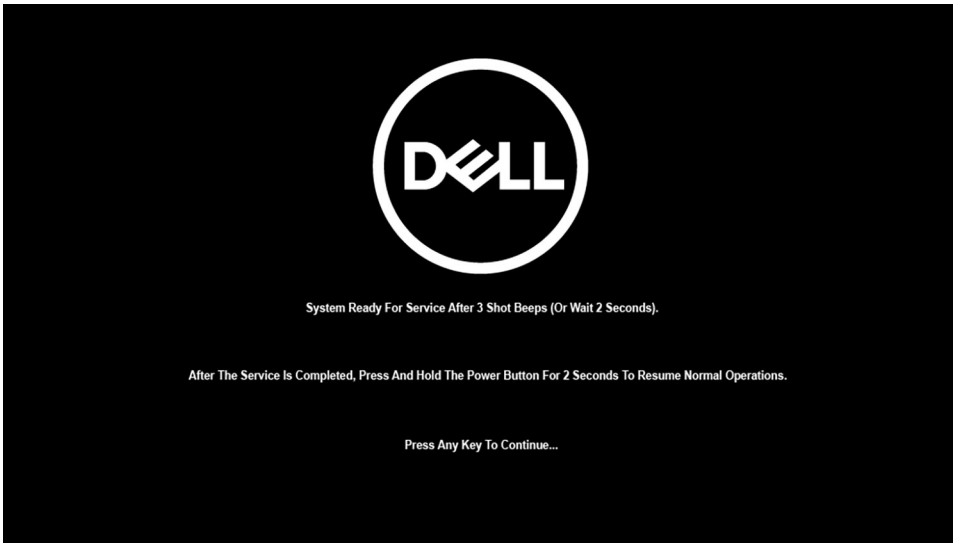 DELL
System Ready For Service After 3 Shot Beeps (Or Wait 2 Seconds).
After The Service Is Completed, Press And Hold The Power Button For 2 Seconds To Resume Normal Operations.
Press Any Key To Continue...